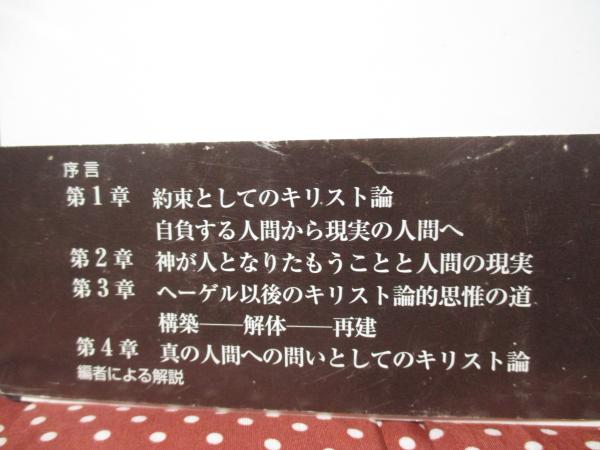 序言
第1章 約束としてのキリスト論
自負する人間から現実の人間へ
第2章 神が人となりたもうことと人間の現実
第3章 ヘーゲル以後のキリスト論的思惟の道
構築――解体――再建
第4章 真の人間への問いとしてのキリスト論
編者による解説